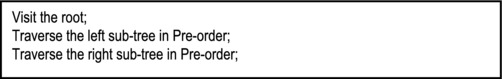 Visit the root;
Traverse the left sub-tree in Pre-order;
Traverse the right sub-tree in Pre-order;